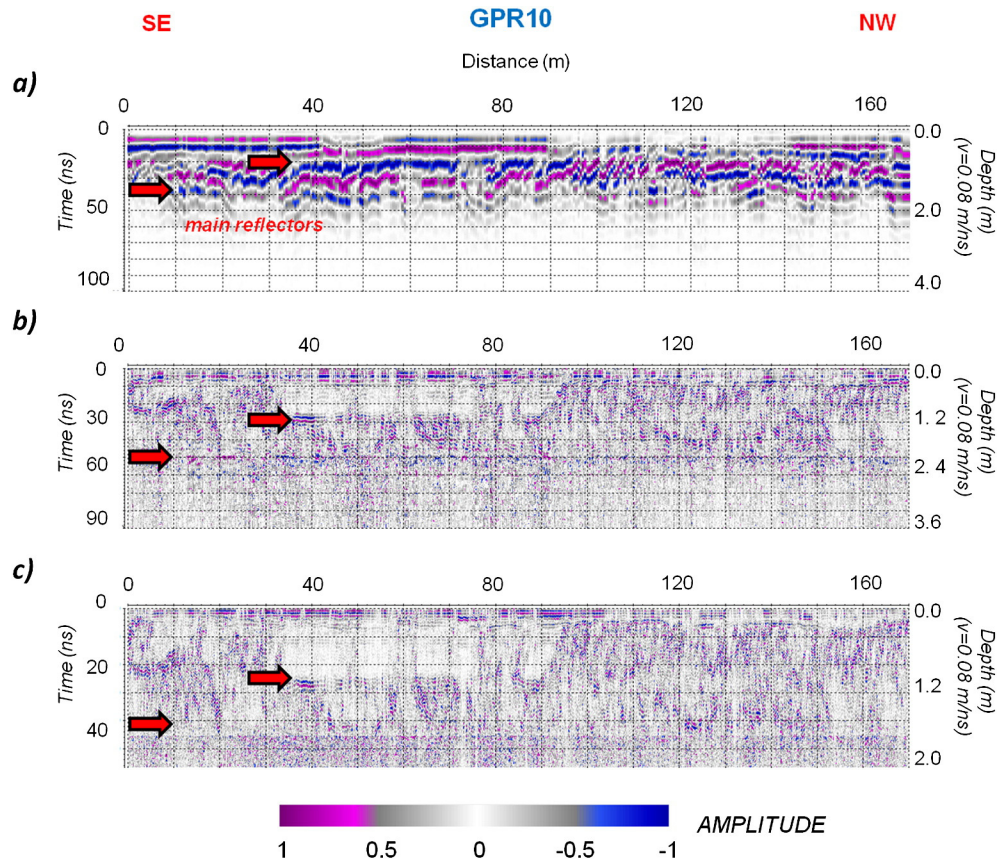 SE GPR10 NW
Distance (m)
a)
0 40 80 120 160
0 50 100
Time (ns)
main reflectors
0.0 2.0 4.0
Depth (m)
(v=0.08 m/ns)
b)
0 40 80 120 160
0 30 60 90
Time (ns)
0.0 1.2 2.4 3.6
Depth (m)
(v=0.08 m/ns)
c)
0 40 80 120 160
0 20 40
Time (ns)
0.0 1.2 2.0
Depth (m)
(v=0.08 m/ns)
AMPLITUDE
1 0.5 0 -0.5 -1